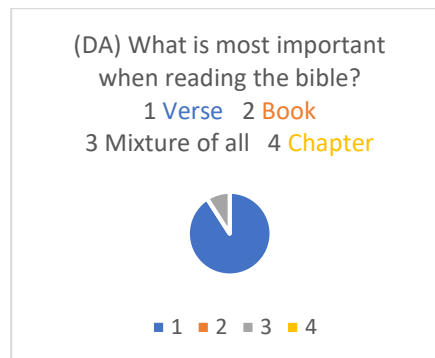 (DA) What is most important
when reading the bible?
1 Verse 2 Book
3 Mixture of all 4 Chapter
1 2 3 4